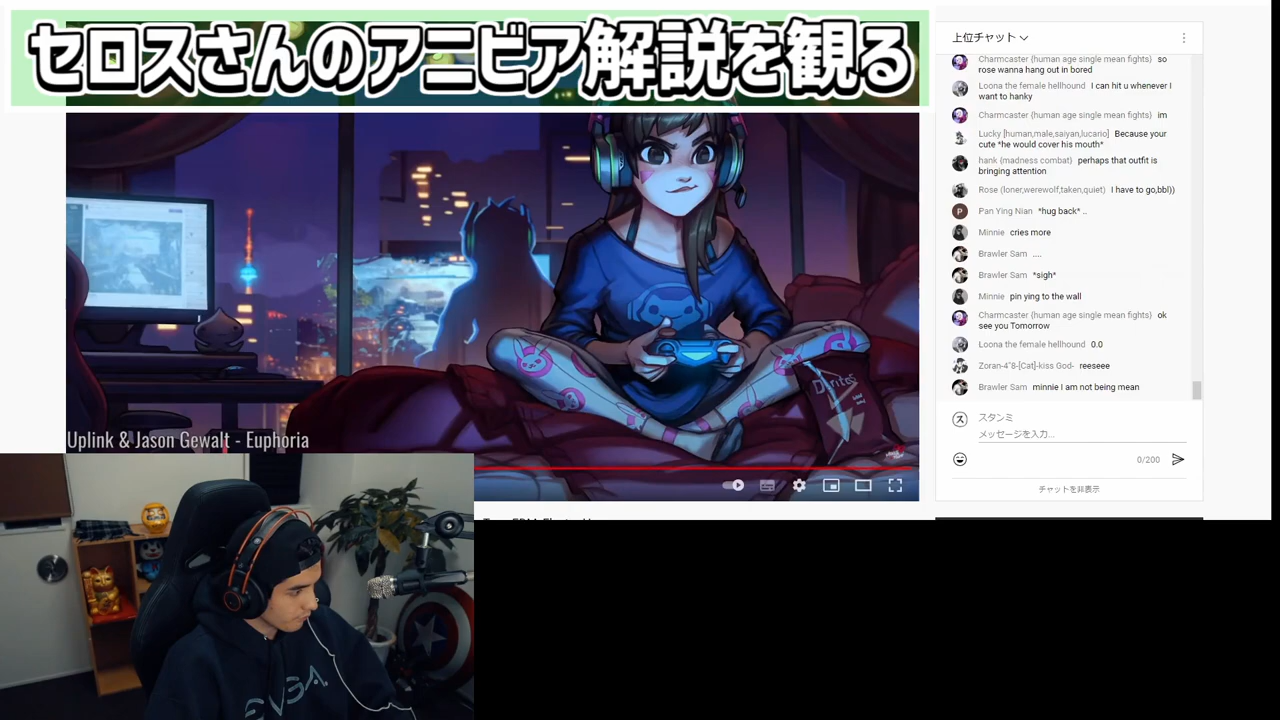 セロスさんのアニビア解説を観る
Uplink & Jason Gewalt - Euphoria
Doritos
EVGA
上位チャット
Charmcaster {human age single mean fights} so
rose wanna hang out in bored
Loona the female hellhound I can hit u whenever I
want to hanky
Charmcaster {human age single mean fights} im
Lucky [human,male,saiyan,lucario] Because your
cute *he would cover his mouth*
hank {madness combat} perhaps that outfit is
bringing attention
Rose (loner,werewolf,taken,quiet) I have to go,bbl))
P Pan Ying Nian *hug back* ..
Minnie cries more
Brawler Sam ....
Brawler Sam *sigh*
Minnie pin ying to the wall
Charmcaster {human age single mean fights} ok
see you Tomorrow
Loona the female hellhound 0.0
Zoran-4"8-[Cat]-kiss God- reeseee
Brawler Sam minnie I am not being mean
ス スタンミ
メッセージを入力...
0/200
チャットを非表示